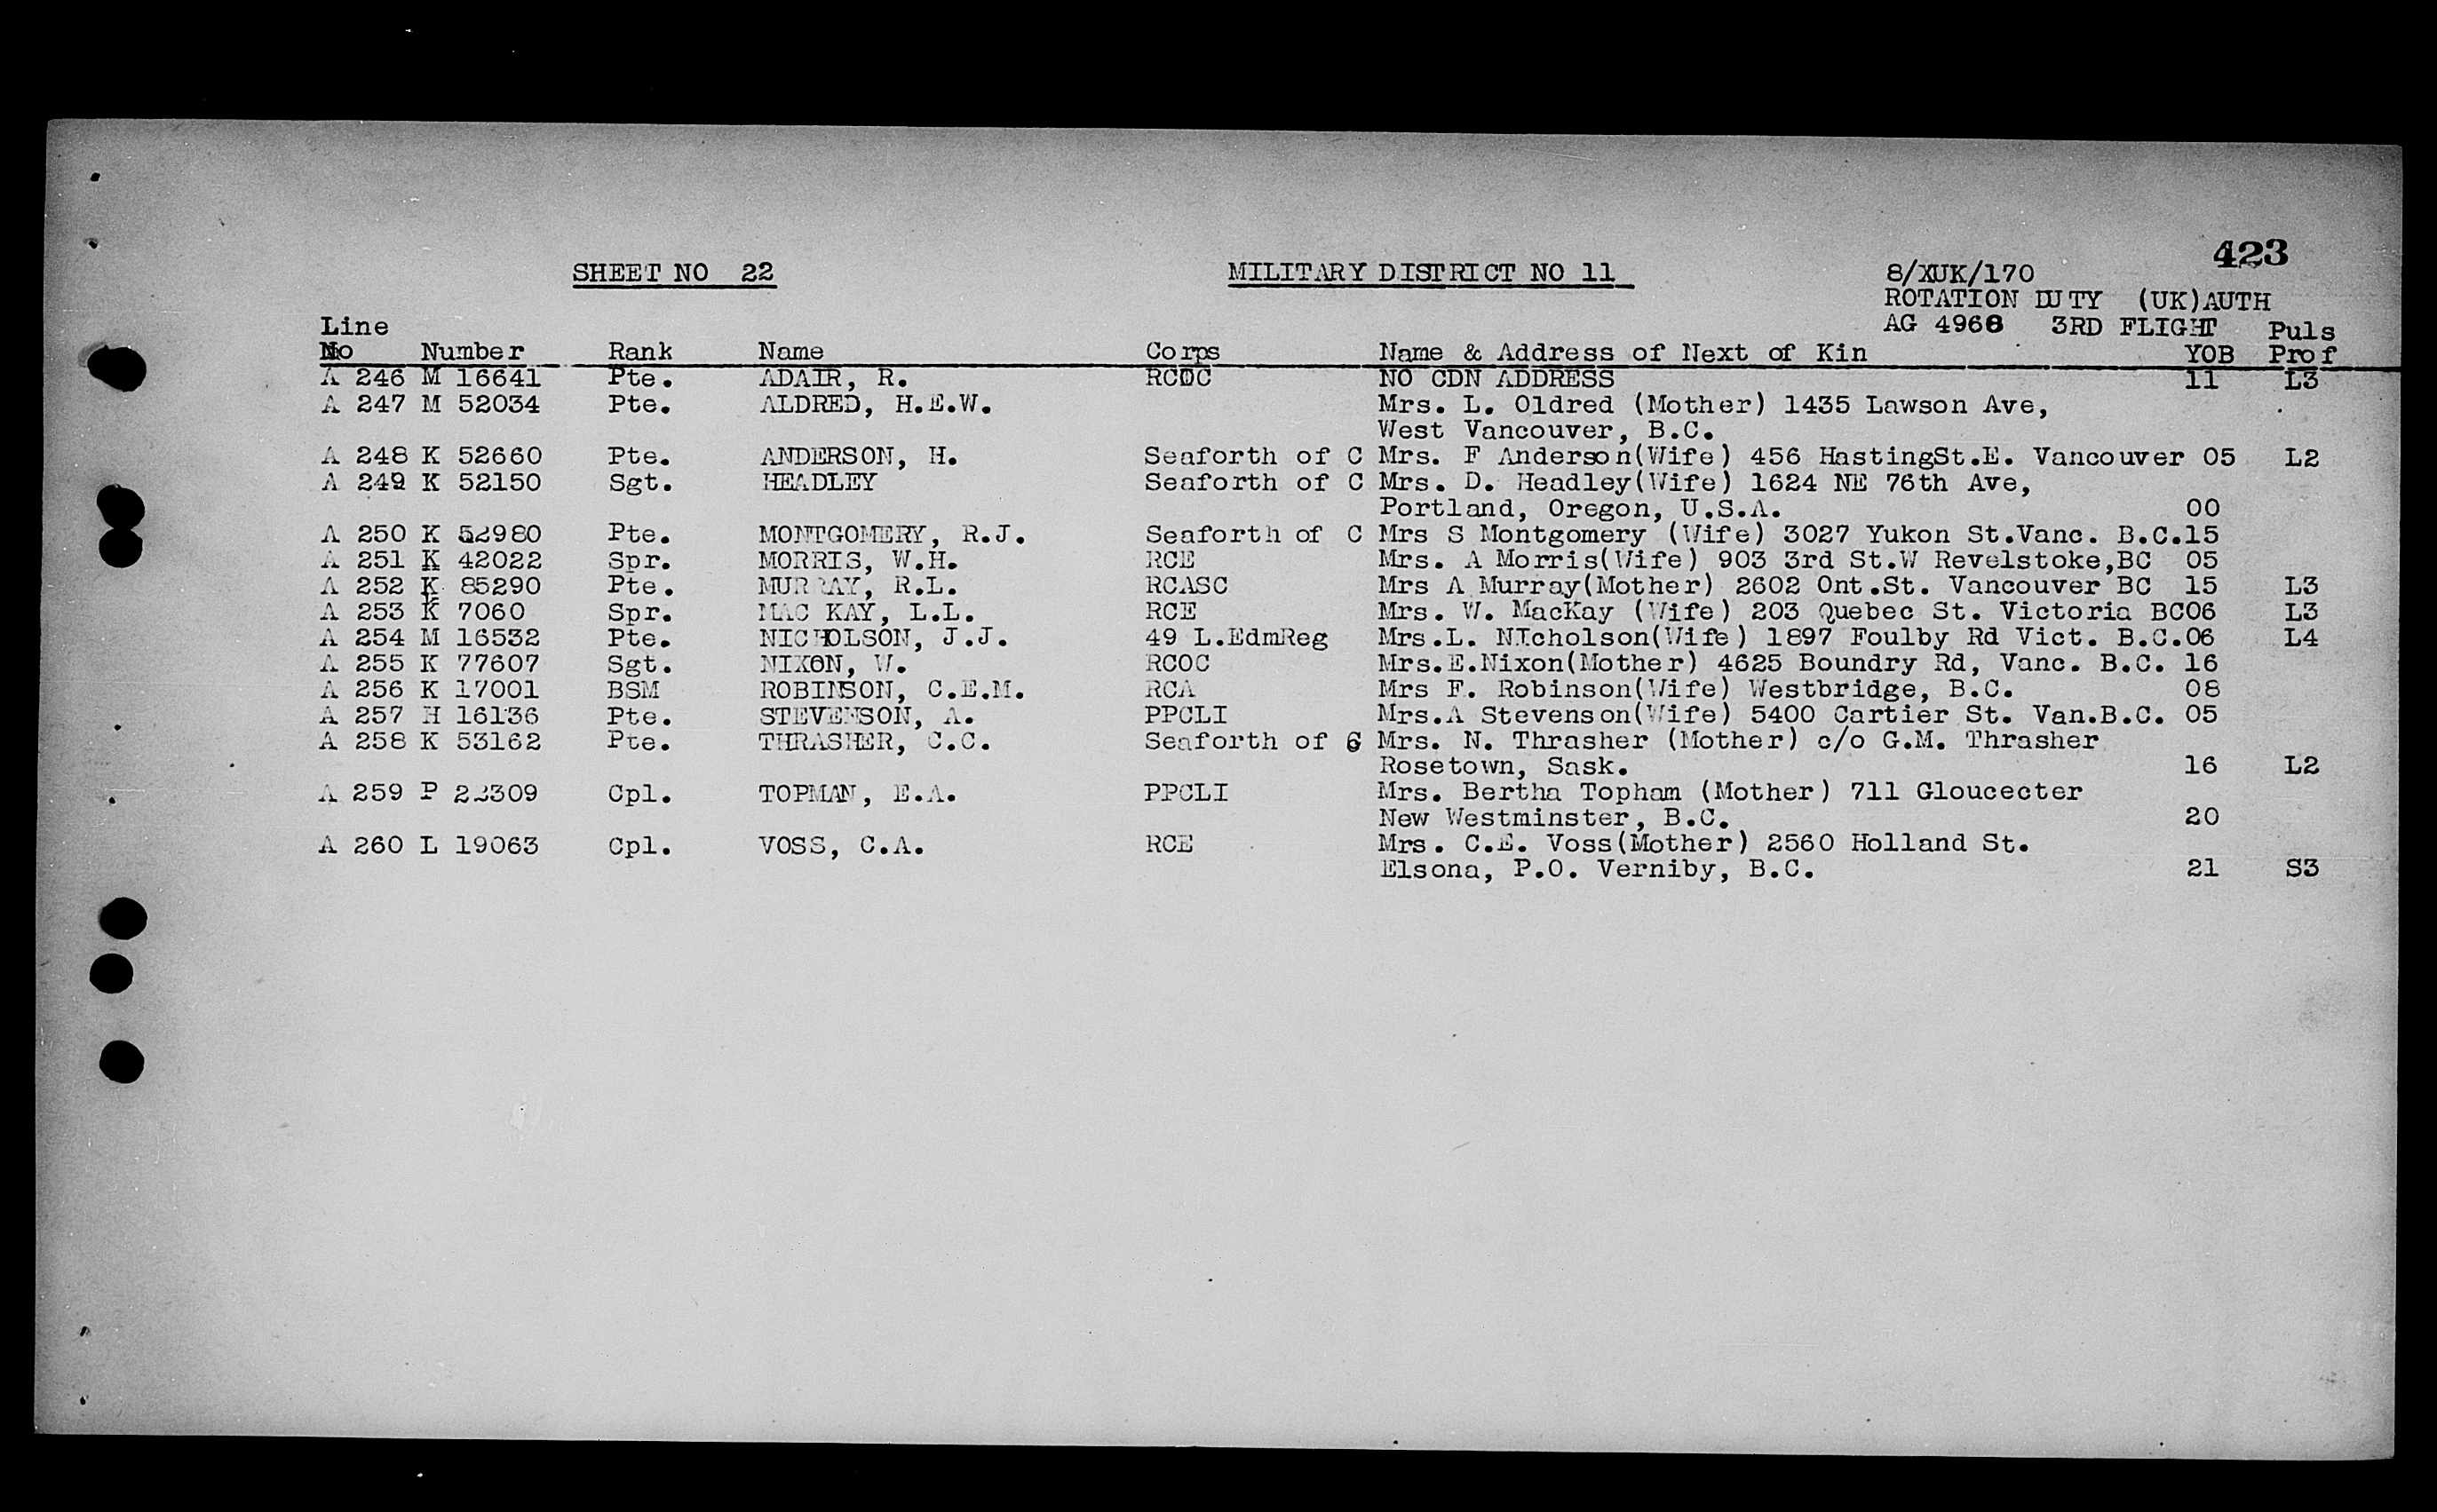 423
SHEET NO 22 MILITARY DISTRICT NO 11 8/XUK/170
ROTATION DUTY (UK)AUTH
Line AG 4968 3RD FLIGHT Puls
No Number Rank Name Corps Name & Address of Next of Kin YOB Prof
A 246 M 16641 Pte. ADAIR, R. RCOC NO CDN ADDRESS 11 L3
A 247 M 52034 Pte. ALDRED, H.E.W. Mrs. L. Oldred (Mother) 1435 Lawson Ave,
West Vancouver, B.C.
A 248 K 52660 Pte. ANDERSON, H. Seaforth of C Mrs. F Anderson(Wife) 456 HastingSt.E. Vancouver 05 L2
A 249 K 52150 Sgt. HEADLEY Seaforth of C Mrs. D. Headley(Wife) 1624 NE 76th Ave,
Portland, Oregon, U.S.A. 00
A 250 K 52980 Pte. MONTGOMERY, R.J. Seaforth of C Mrs S Montgomery (Wife) 3027 Yukon St.Vanc. B.C.15
A 251 K 42022 Spr. MORRIS, W.H. RCE Mrs. A Morris(Wife) 903 3rd St.W Revelstoke,BC 05
A 252 K 85290 Pte. MURRAY, R.L. RCASC Mrs A Murray(Mother) 2602 Ont.St. Vancouver BC 15 L3
A 253 K 7060 Spr. MAC KAY, L.L. RCE Mrs. W. MacKay (Wife) 203 Quebec St. Victoria BC06 L3
A 254 M 16532 Pte. NICHOLSON, J.J. 49 L.EdmReg Mrs.L. NIcholson(Wife) 1897 Foulby Rd Vict. B.C.06 L4
A 255 K 77607 Sgt. NIXON, W. RCOC Mrs.E.Nixon(Mother) 4625 Boundry Rd, Vanc. B.C. 16
A 256 K 17001 BSM ROBINSON, C.E.M. RCA Mrs F. Robinson(Wife) Westbridge, B.C. 08
A 257 H 16136 Pte. STEVENSON, A. PPCLI Mrs.A Stevenson(Wife) 5400 Cartier St. Van.B.C. 05
A 258 K 53162 Pte. THRASHER, C.C. Seaforth of C Mrs. N. Thrasher (Mother) c/o G.M. Thrasher
Rosetown, Sask. 16 L2
A 259 P 22309 Cpl. TOPMAN, E.A. PPCLI Mrs. Bertha Topham (Mother) 711 Gloucecter
New Westminster, B.C. 20
A 260 L 19063 Cpl. VOSS, C.A. RCE Mrs. C.E. Voss(Mother) 2560 Holland St.
Elsona, P.O. Verniby, B.C. 21 S3